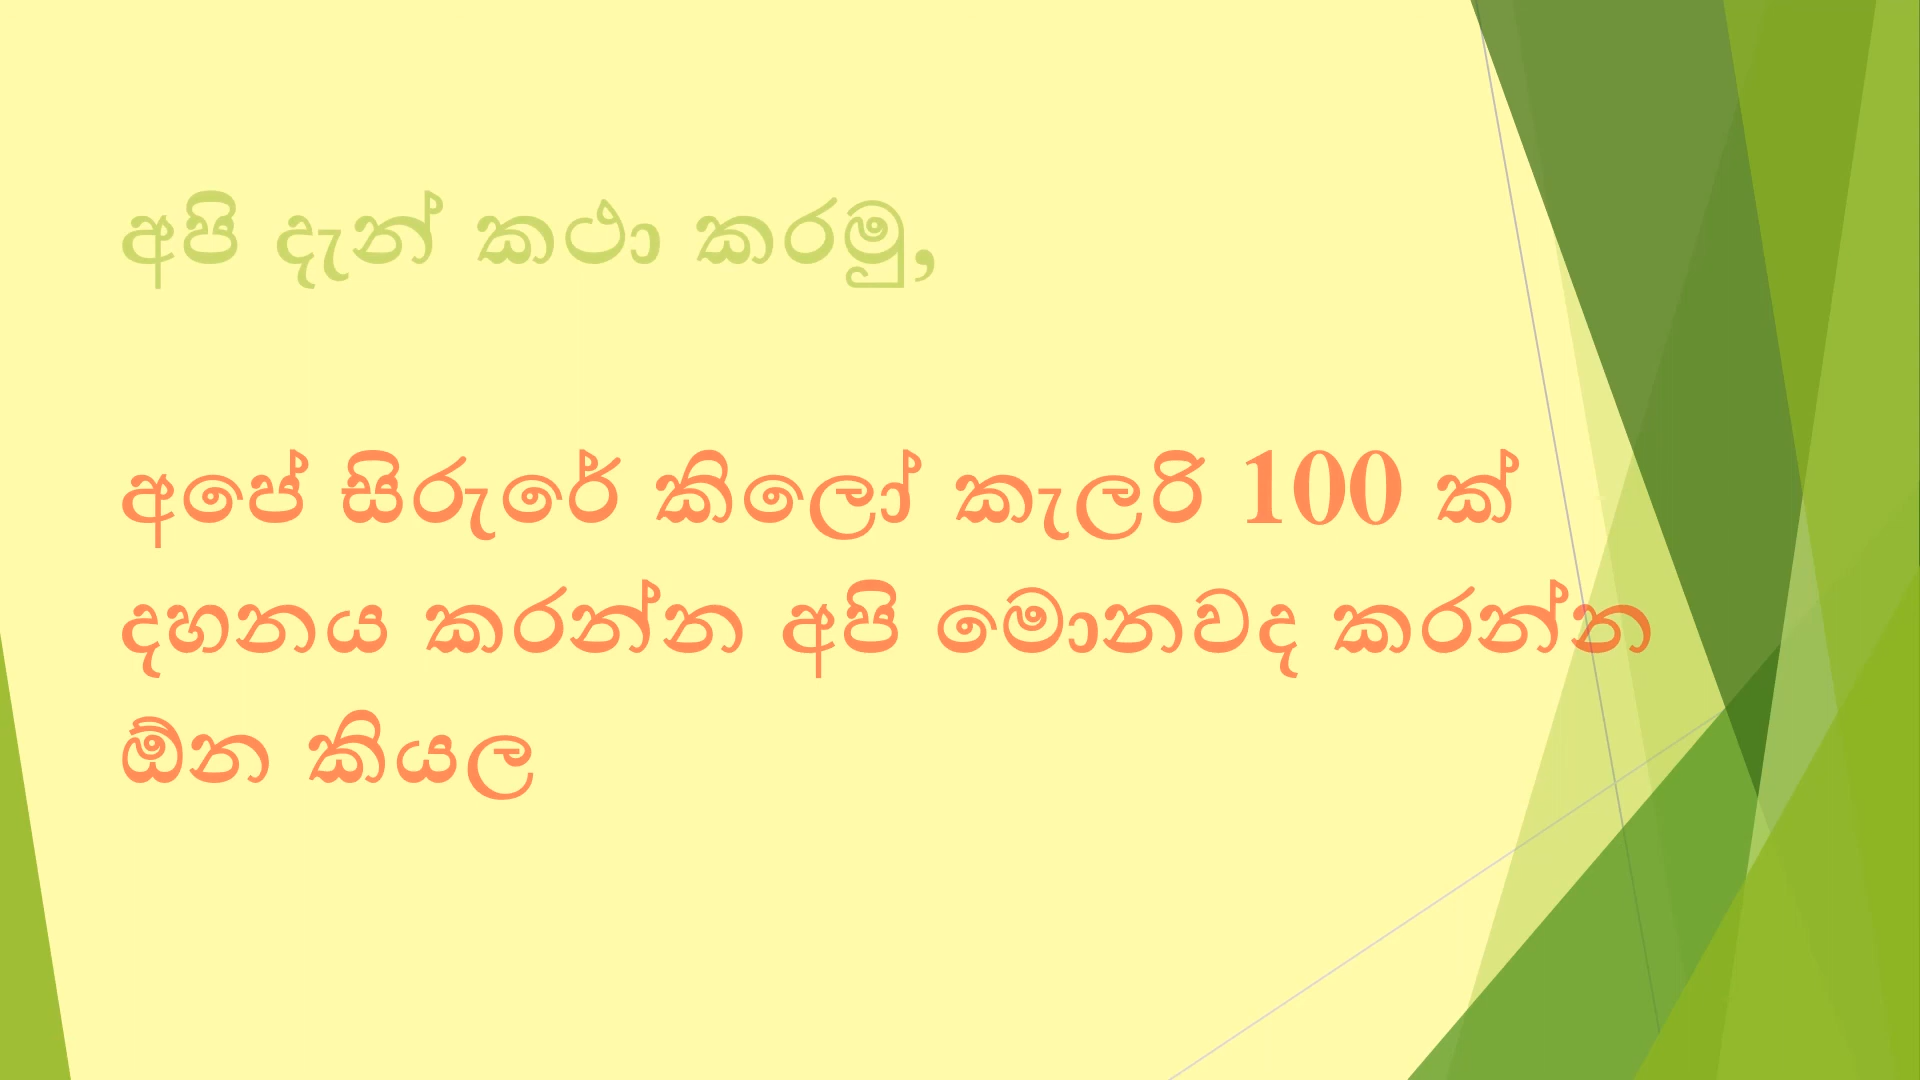 අපි දැන් කථා කරමු,
අපේ සිරුරේ කිලෝ කැලරි 100 ක්
දහනය කරන්න අපි මොනවද කරන්න
ඕන කියල